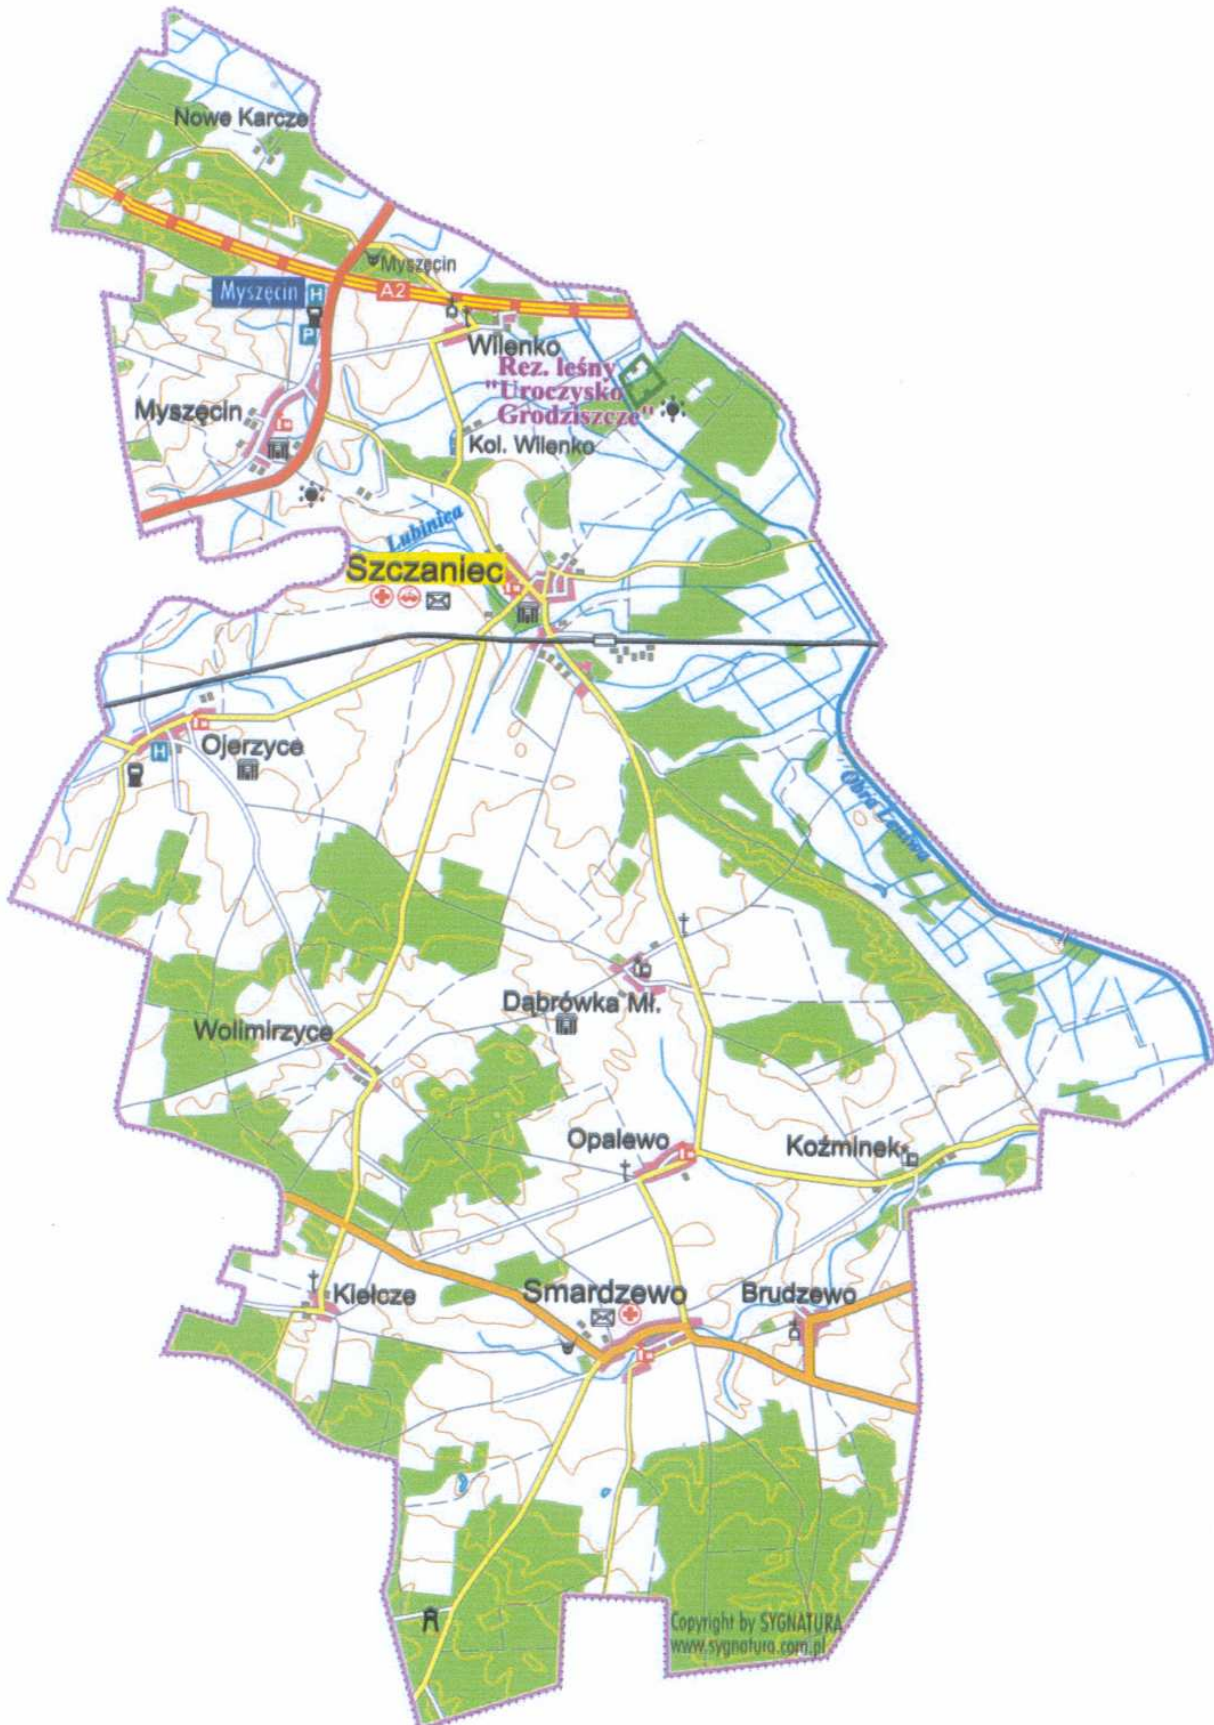 Nowe Karcze
Myszęcin
Myszęcin
H
A2
P
Wilenko
Rez. leśny
"Uroczysko
Grodziszcze"
Myszęcin
Kol. Wilenko
Lubinica
Szczaniec
Ojerzyce
H
Obra Leniwa
Dąbrówka Mł.
Wolimirzyce
Opalewo
Koźminek
Kiełcze
Smardzewo
Brudzewo
Copyright by SYGNATURA
www.sygnatura.com.pl